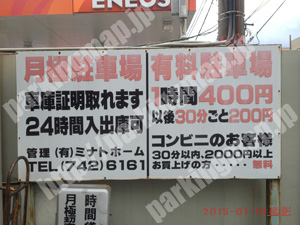 ENEOS
月極駐車場
車庫証明取れます
24時間入出庫可
管理(有)ミナトホーム
TEL(742)6161
有料駐車場
1時間400円
以後30分ごと200円
コンビニのお客様
30分以内、2000円以上
お買上げの方・・・・・無料
時間
月極契
parkingmap.jp